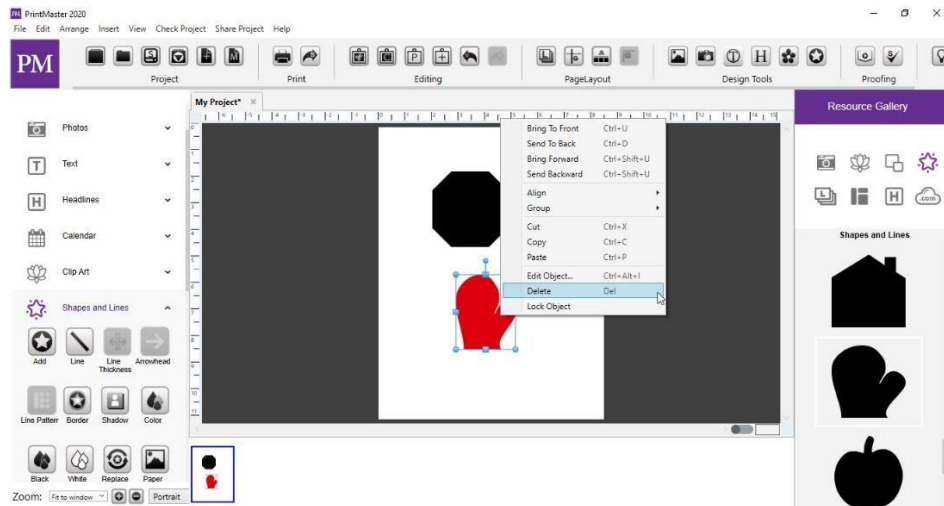 PM PrintMaster 2020
File Edit Arrange Insert View Check Project Share Project Help
PM
Project Print Editing PageLayout Design Tools Proofing
My Project*
Resource Gallery
Photos
Text
Headlines
Calendar
Clip Art
Shapes and Lines
Add Line Line Thickness Arrowhead
Line Pattern Border Shadow Color
Black White Replace Paper
Zoom: Fit to window Portrait
Bring To Front Ctrl+U
Send To Back Ctrl+D
Bring Forward Ctrl+Shift+U
Send Backward Ctrl+Shift+U
Align
Group
Cut Ctrl+X
Copy Ctrl+C
Paste Ctrl+P
Edit Object... Ctrl+Alt+I
Delete Del
Lock Object
.com
Shapes and Lines